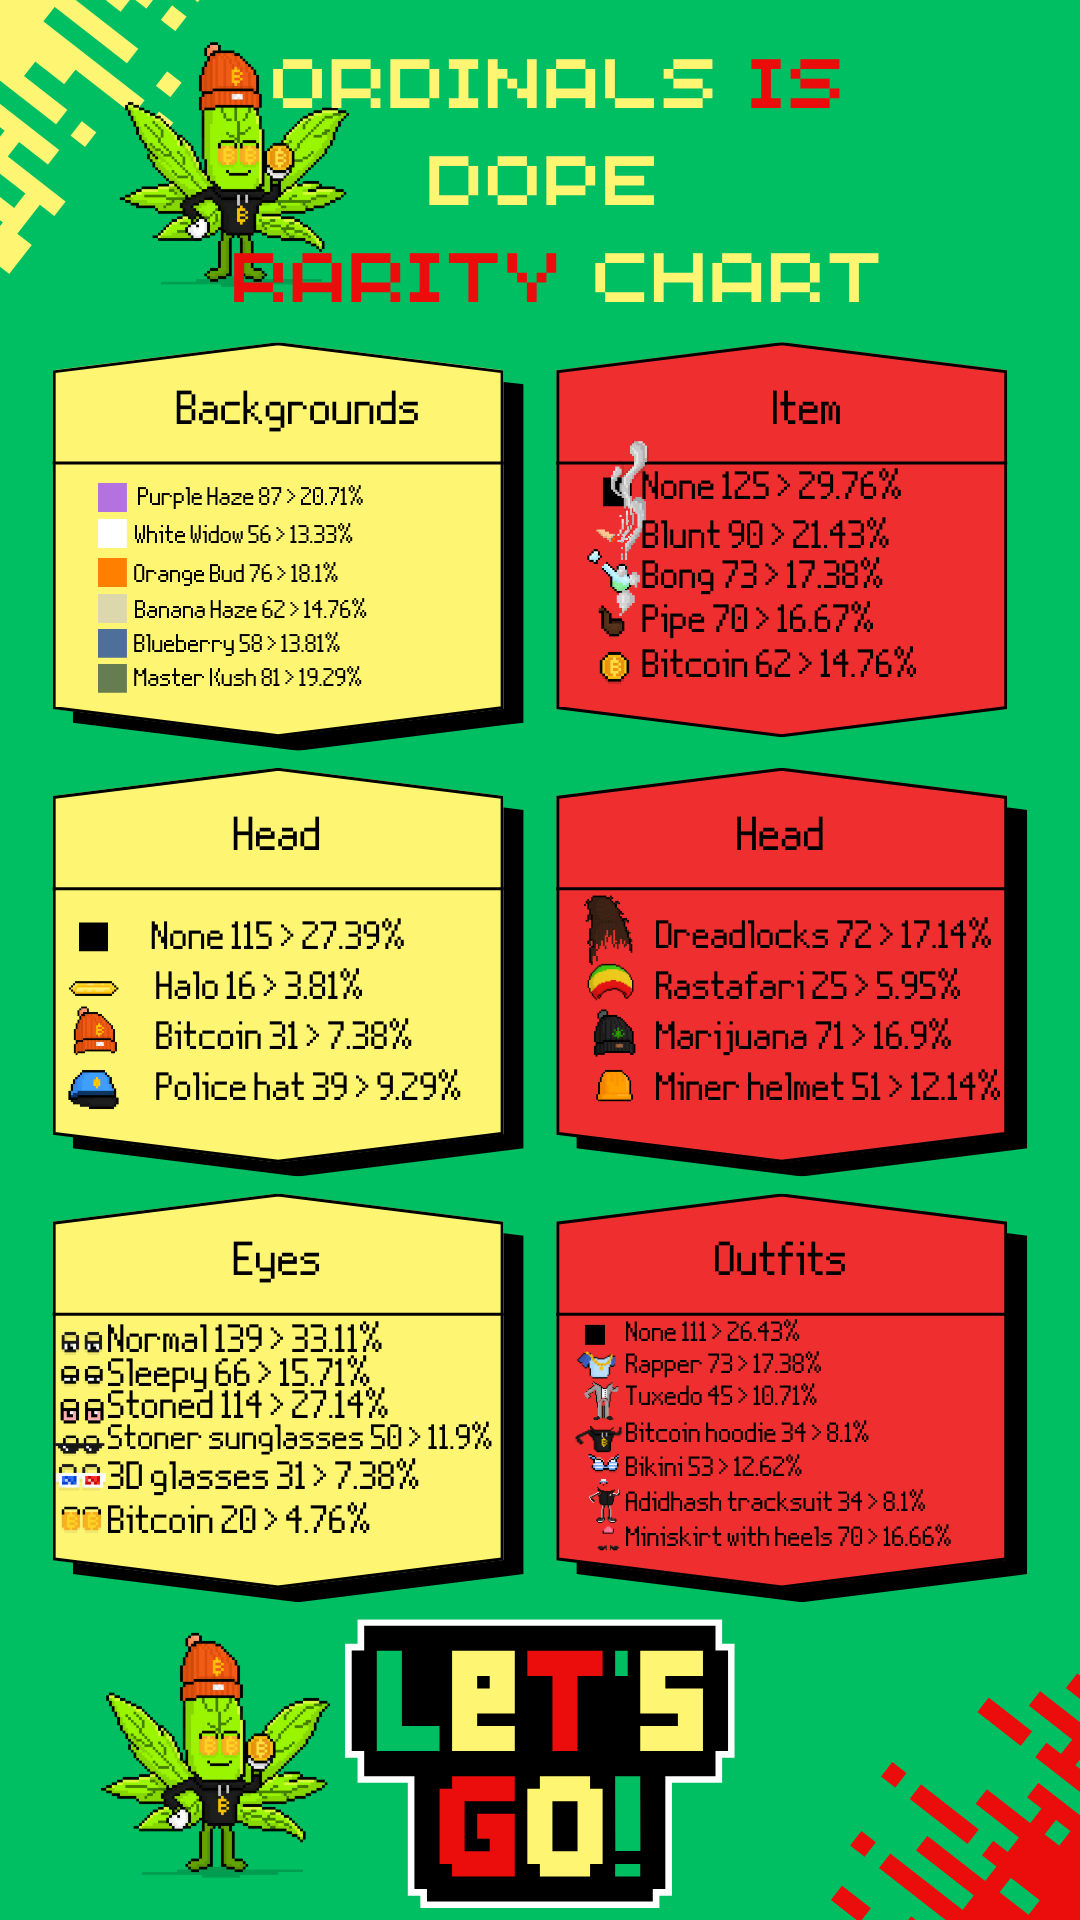 ORDINALS IS
DOPE
RARITY CHART
Backgrounds
Purple Haze 87 > 20.71%
White Widow 56 > 13.33%
Orange Bud 76 > 18.1%
Banana Haze 62 > 14.76%
Blueberry 58 > 13.81%
Master Kush 81 > 19.29%
Item
None 125 > 29.76%
Blunt 90 > 21.43%
Bong 73 > 17.38%
Pipe 70 > 16.67%
Bitcoin 62 > 14.76%
Head
None 115 > 27.39%
Halo 16 > 3.81%
Bitcoin 31 > 7.38%
Police hat 39 > 9.29%
Head
Dreadlocks 72 > 17.14%
Rastafari 25 > 5.95%
Marijuana 71 > 16.9%
Miner helmet 51 > 12.14%
Eyes
Normal 139 > 33.11%
Sleepy 66 > 15.71%
Stoned 114 > 27.14%
Stoner sunglasses 50 > 11.9%
3D glasses 31 > 7.38%
Bitcoin 20 > 4.76%
Outfits
None 111 > 26.43%
Rapper 73 > 17.38%
Tuxedo 45 > 10.71%
Bitcoin hoodie 34 > 8.1%
Bikini 53 > 12.62%
Adidhash tracksuit 34 > 8.1%
Miniskirt with heels 70 > 16.66%
LeT'S
GO!